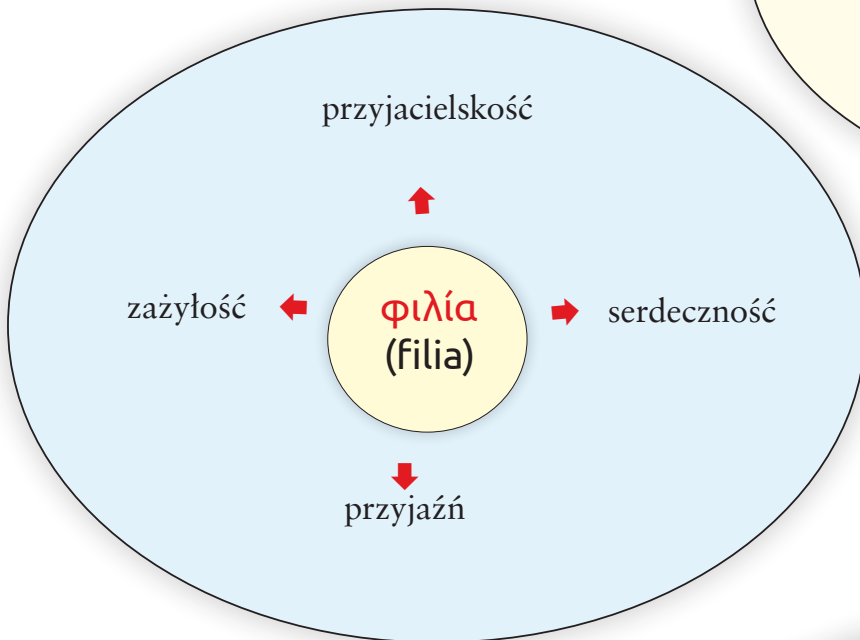 przyjacielskość
zażyłość
φιλία
(filia)
serdeczność
przyjaźń